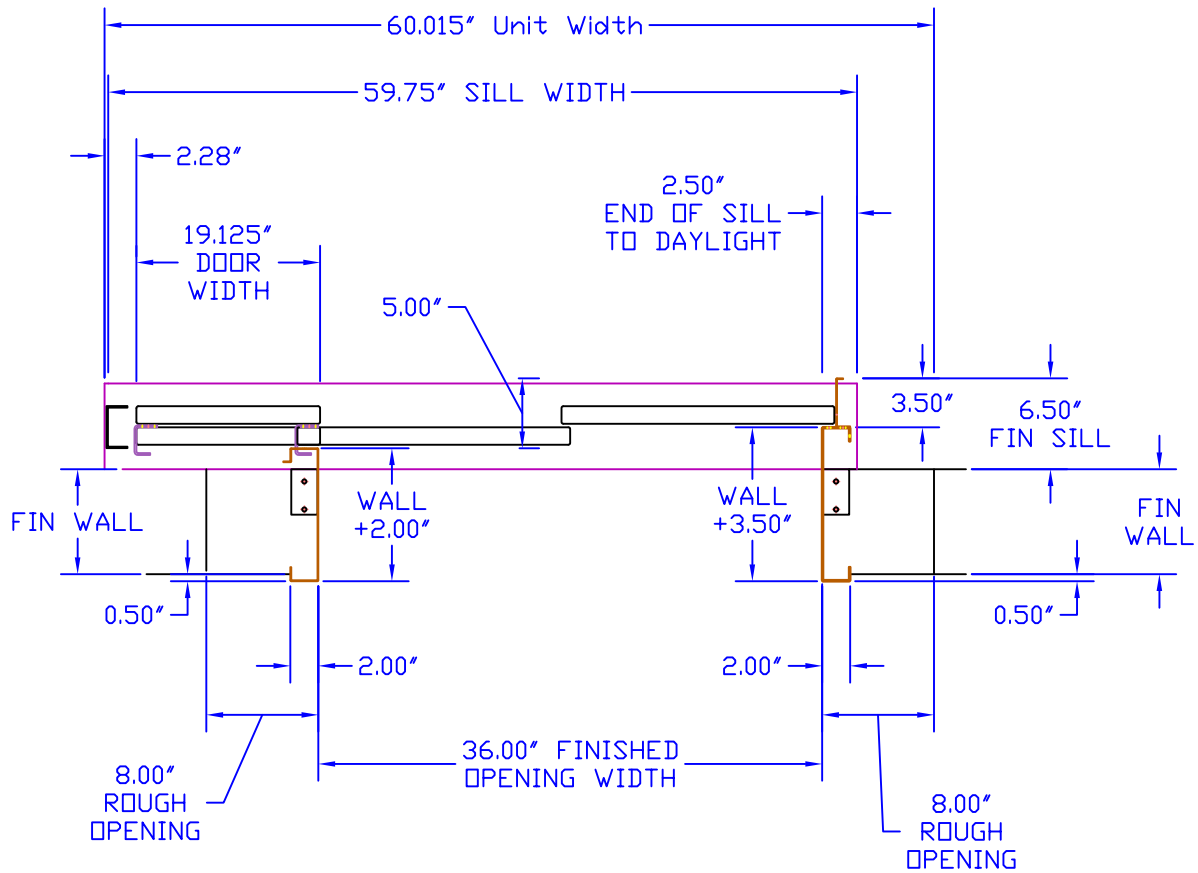 60.015" Unit Width
59.75" SILL WIDTH
2.28"
2.50"
END OF SILL
TO DAYLIGHT
19.125"
DOOR
WIDTH
5.00"
3.50"
6.50"
FIN SILL
FIN WALL
WALL
+2.00"
WALL
+3.50"
FIN
WALL
0.50"
0.50"
2.00"
2.00"
36.00" FINISHED
OPENING WIDTH
8.00"
ROUGH
OPENING
8.00"
ROUGH
OPENING